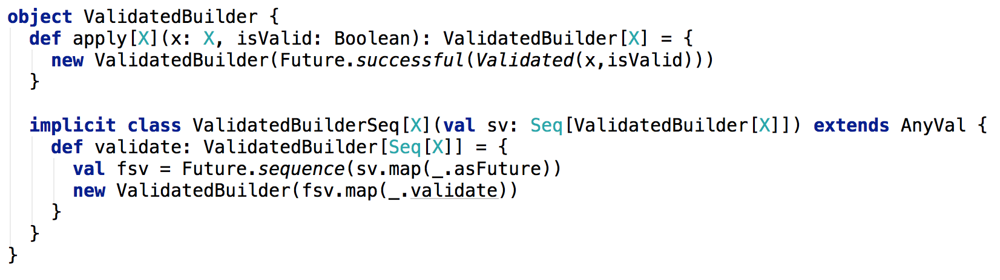 object ValidatedBuilder {
  def apply[X](x: X, isValid: Boolean): ValidatedBuilder[X] = {
    new ValidatedBuilder(Future.successful(Validated(x,isValid)))
  }

  implicit class ValidatedBuilderSeq[X](val sv: Seq[ValidatedBuilder[X]]) extends AnyVal {
    def validate: ValidatedBuilder[Seq[X]] = {
      val fsv = Future.sequence(sv.map(_.asFuture))
      new ValidatedBuilder(fsv.map(_.validate))
    }
  }
}